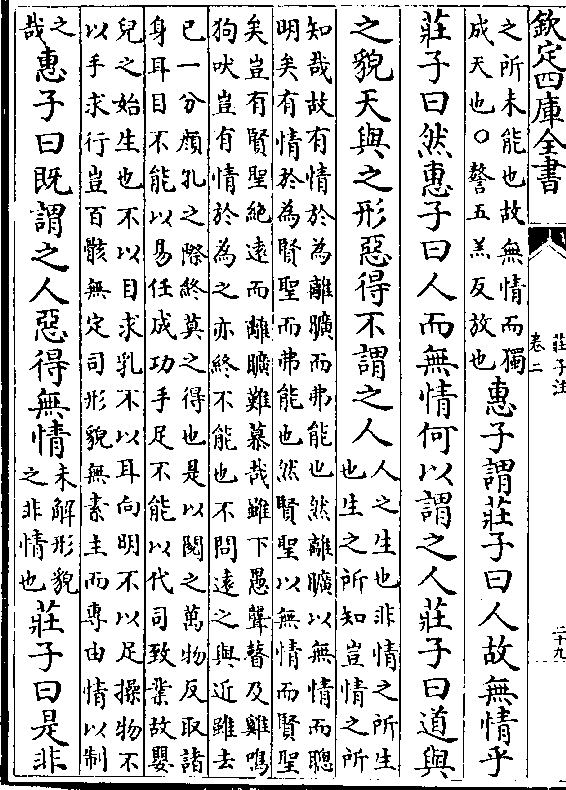 欽定四庫全書
莊子注
卷二
二十九
之所未能也故無情而獨
成天也○謷五羔反放也
惠子謂莊子曰人故無情乎
莊子曰然惠子曰人而無情何以謂之人莊子曰道與
之貌天與之形惡得不謂之人
人之生也非情之所生
也生之所知豈情之所
知哉故有情於為離曠而弗能也然離曠以無情而聰
明矣有情於為賢聖而弗能也然賢聖以無情而賢聖
矣豈有賢聖絶遠而離曠難慕哉雖下愚聾瞽及雞鳴
狗吠豈有情於為之亦終不能也不問遠之與近雖去
已一分顔孔之際終莫之得也是以闗之萬物反取諸
身耳目不能以易任成功手足不能以代司致業故嬰
兒之始生也不以目求乳不以耳向明不以足操物不
以手求行豈百骸無定司形貌無素主而專由情以制
之
哉
惠子曰既謂之人惡得無情
未解形貌
之非情也
莊子曰是非